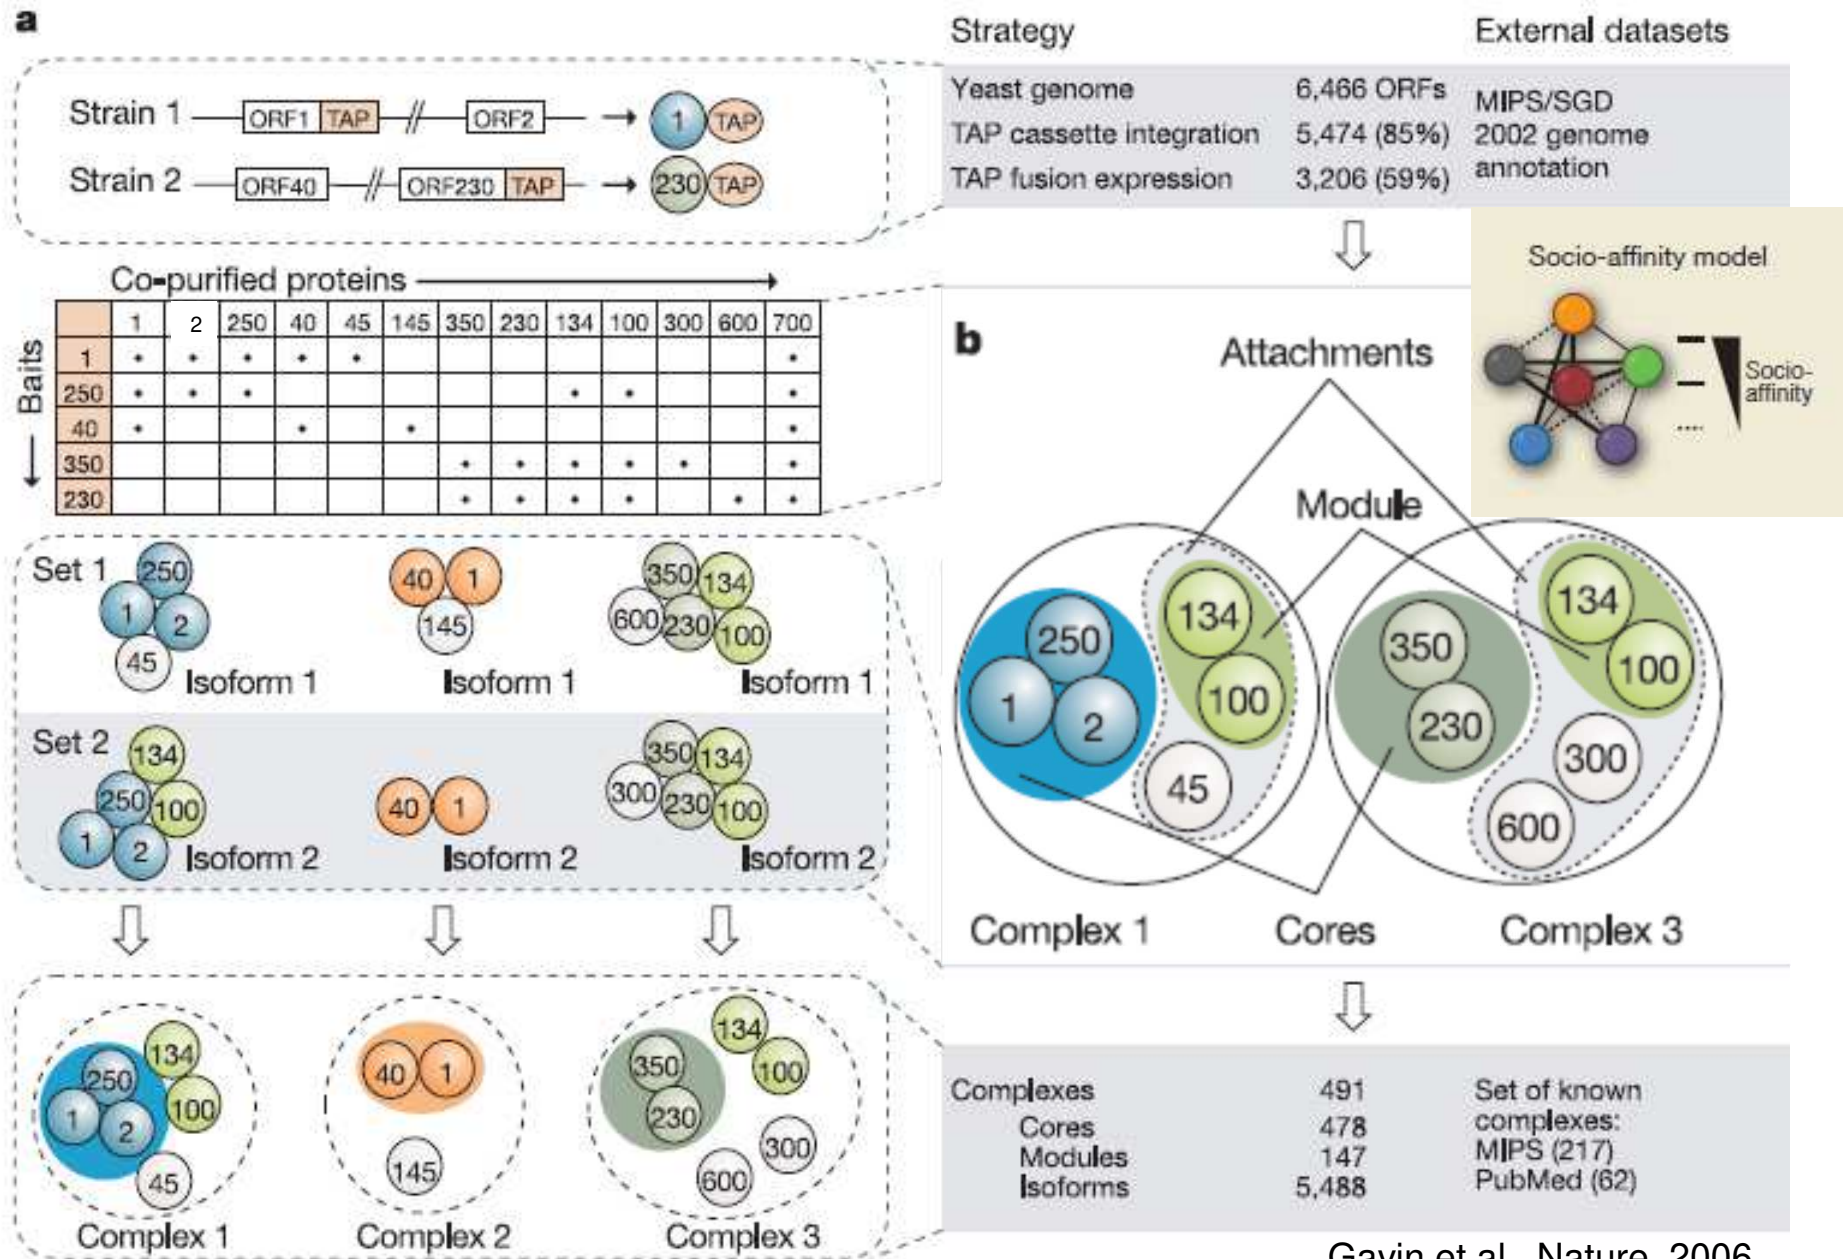 a
Strain 1 ORF1 TAP // ORF2 1 TAP
Strain 2 ORF40 // ORF230 TAP 230 TAP
Co-purified proteins
Baits
1 2 250 40 45 145 350 230 134 100 300 600 700
1
250
40
350
230
Set 1
250
1
2
45
Isoform 1
40 1
145
Isoform 1
350 134
600 230 100
Isoform 1
Set 2
134
250 100
1 2
Isoform 2
40 1
Isoform 2
350 134
300 230 100
Isoform 2
134
250
100
1
2
45
Complex 1
40 1
145
Complex 2
134
350
100
230
300
600
Complex 3
Strategy External datasets
Yeast genome 6,466 ORFs
TAP cassette integration 5,474 (85%)
TAP fusion expression 3,206 (59%)
MIPS/SGD
2002 genome
annotation
Socio-affinity model
Socio-
affinity
b
Attachments
Module
134
250
100
1
2
45
134
350
100
230
300
600
Complex 1
Cores
Complex 3
Complexes 491
Cores 478
Modules 147
Isoforms 5,488
Set of known
complexes:
MIPS (217)
PubMed (62)
Gavin et al., Nature, 2006